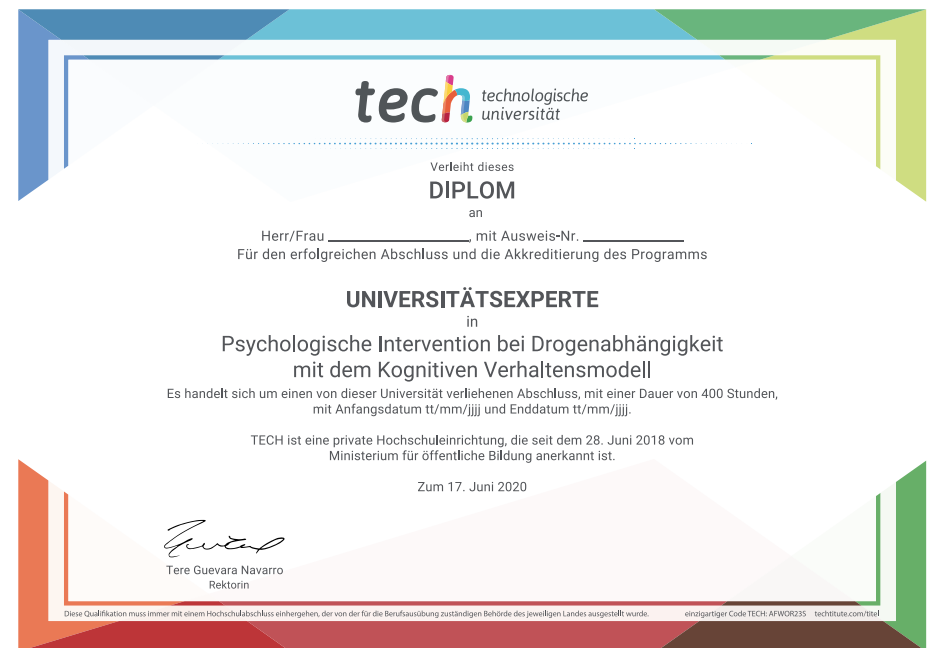 tech technologische
universität
Verleiht dieses
DIPLOM
an
Herr/Frau ________________, mit Ausweis-Nr. ____________
Für den erfolgreichen Abschluss und die Akkreditierung des Programms
UNIVERSITÄTSEXPERTE
in
Psychologische Intervention bei Drogenabhängigkeit
mit dem Kognitiven Verhaltensmodell
Es handelt sich um einen von dieser Universität verliehenen Abschluss, mit einer Dauer von 400 Stunden,
mit Anfangsdatum tt/mm/jjjj und Enddatum tt/mm/jjjj.
TECH ist eine private Hochschuleinrichtung, die seit dem 28. Juni 2018 vom
Ministerium für öffentliche Bildung anerkannt ist.
Zum 17. Juni 2020
Tere Guevara Navarro
Rektorin
Diese Qualifikation muss immer mit einem Hochschulabschluss einhergehen, der von der für die Berufsausübung zuständigen Behörde des jeweiligen Landes ausgestellt wurde. einzigartiger Code TECH: AFWOR23S techtitute.com/titel